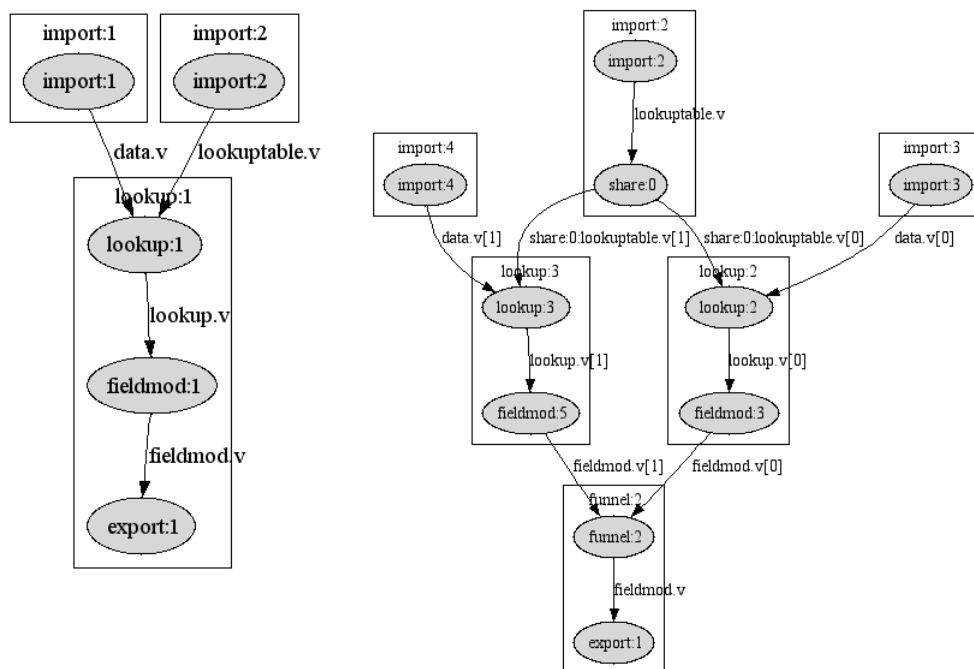 import:1
import:1
import:2
import:2
data.v
lookuptable.v
lookup:1
lookup:1
lookup.v
fieldmod:1
fieldmod.v
export:1
import:2
import:2
lookuptable.v
share:0
import:4
import:4
import:3
import:3
data.v[1]
share:0:lookuptable.v[1]
share:0:lookuptable.v[0]
data.v[0]
lookup:3
lookup:3
lookup.v[1]
fieldmod:5
lookup:2
lookup:2
lookup.v[0]
fieldmod:3
fieldmod.v[1]
fieldmod.v[0]
funnel:2
funnel:2
fieldmod.v
export:1